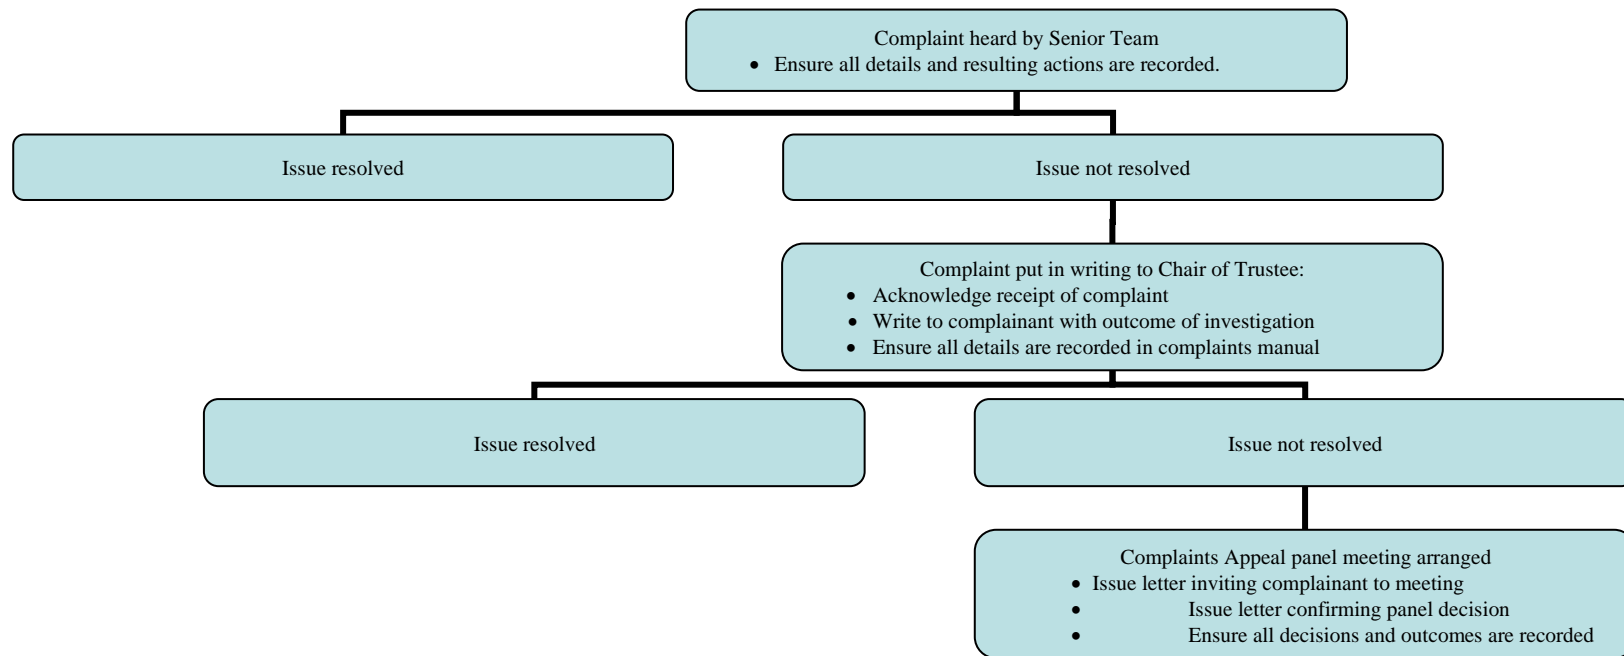 Complaint heard by Senior Team
• Ensure all details and resulting actions are recorded.
Issue resolved
Issue not resolved
Complaint put in writing to Chair of Trustee:
• Acknowledge receipt of complaint
• Write to complainant with outcome of investigation
• Ensure all details are recorded in complaints manual
Issue resolved
Issue not resolved
Complaints Appeal panel meeting arranged
• Issue letter inviting complainant to meeting
• Issue letter confirming panel decision
• Ensure all decisions and outcomes are recorded